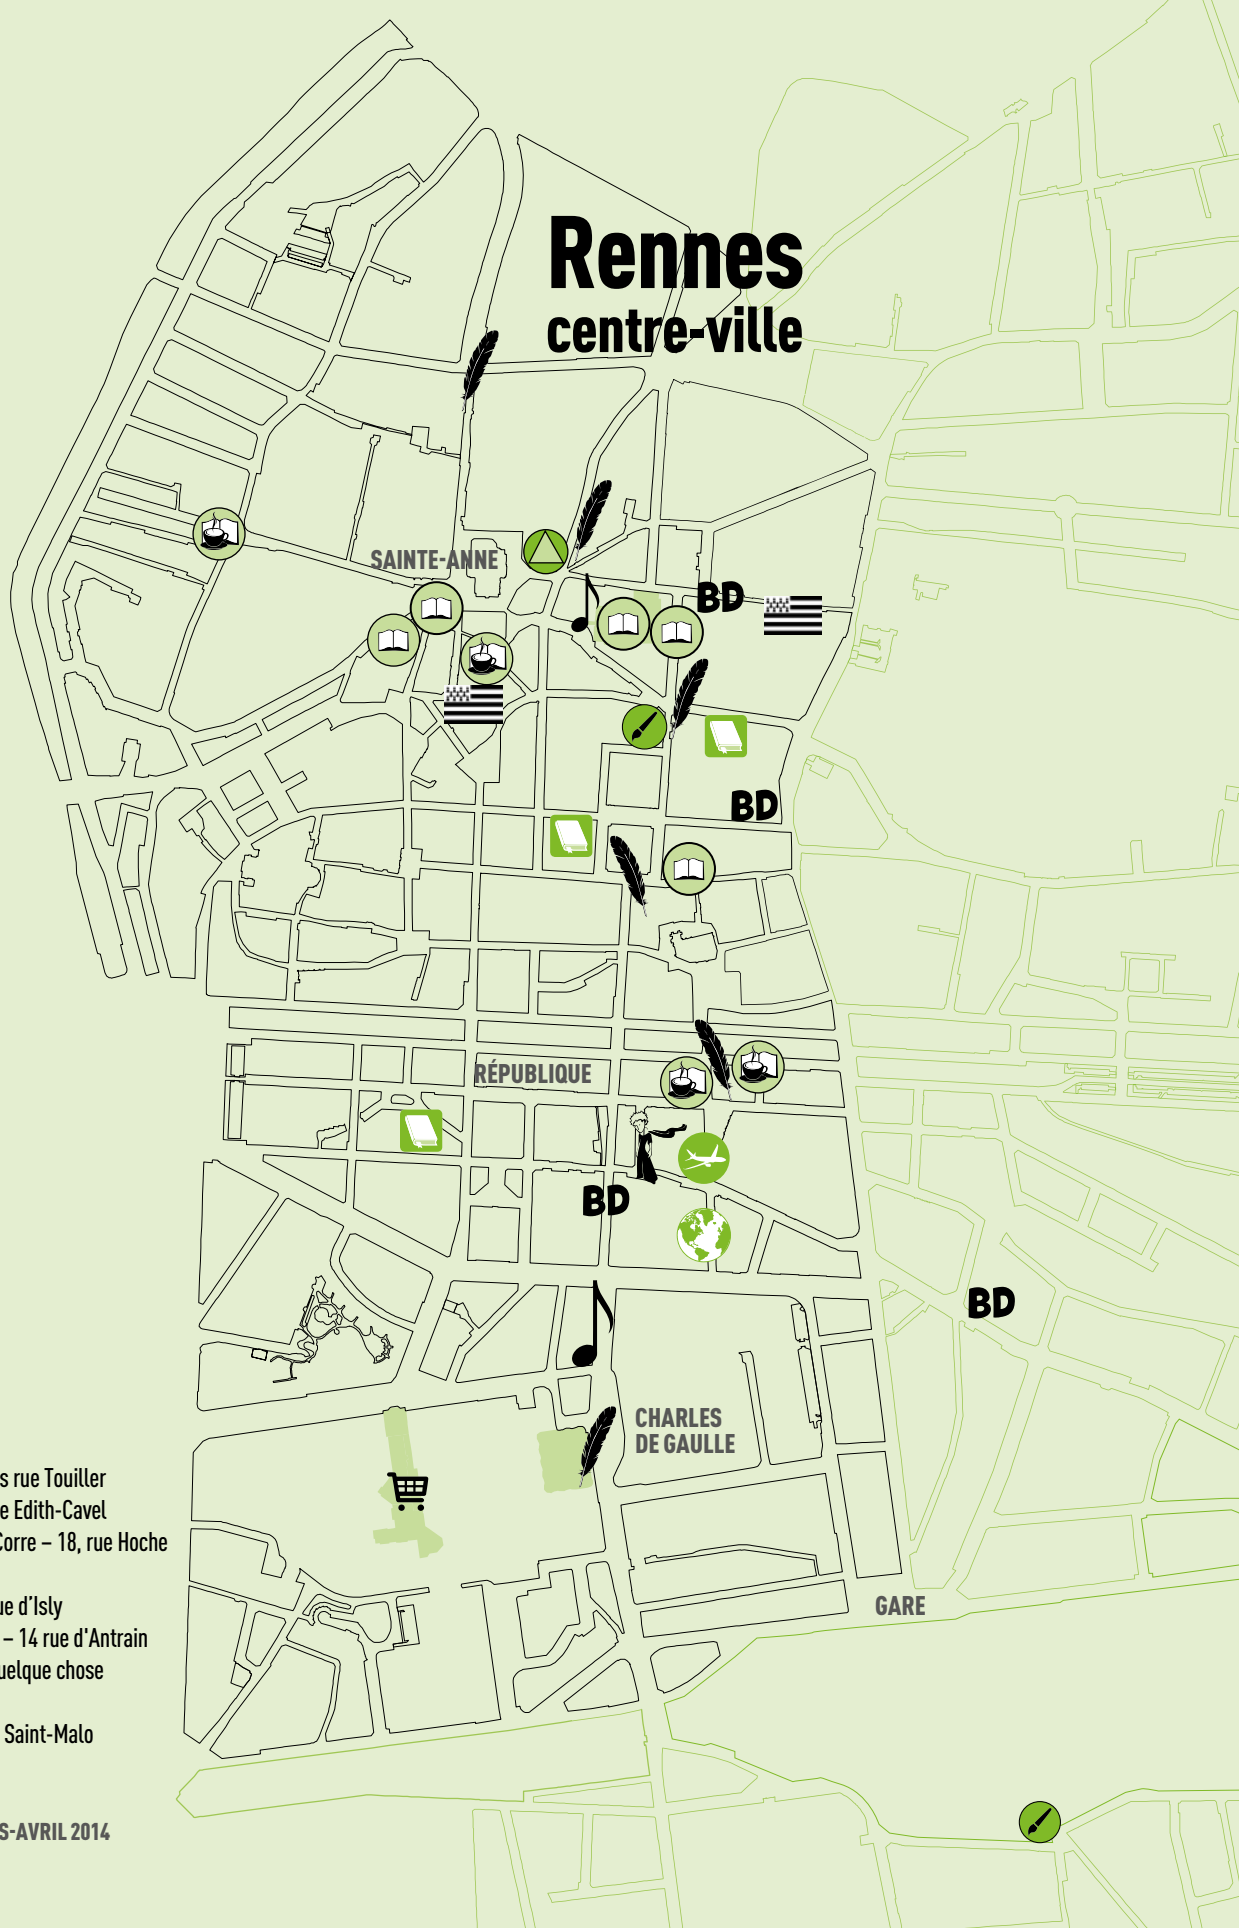 Rennes
centre-ville
SAINTE-ANNE
BD
BD
RÉPUBLIQUE
BD
BD
CHARLES
DE GAULLE
s rue Touiller
e Edith-Cavel
Corre – 18, rue Hoche
ue d’Isly
– 14 rue d'Antrain
uelque chose
GARE
Saint-Malo
S-AVRIL 2014